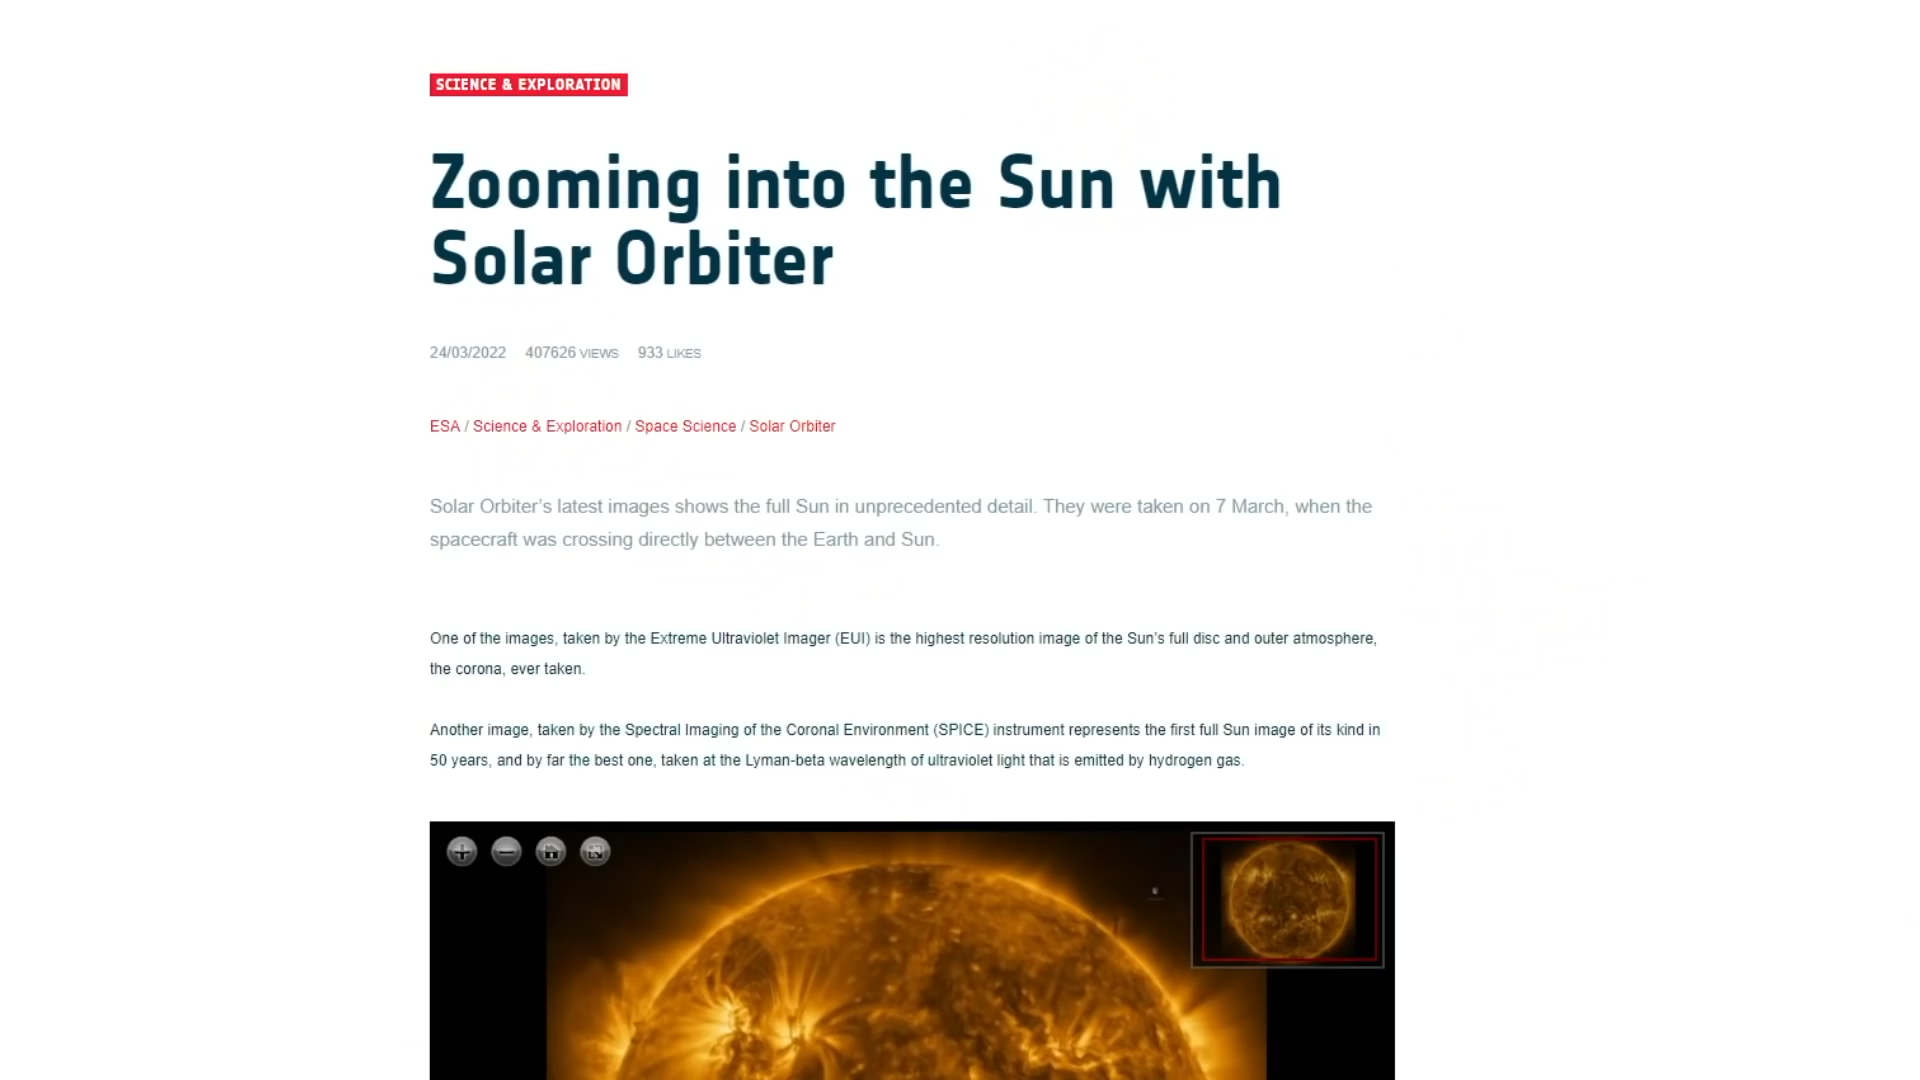 SCIENCE & EXPLORATION
Zooming into the Sun with
Solar Orbiter
24/03/2022 407626 VIEWS 933 LIKES
ESA / Science & Exploration / Space Science / Solar Orbiter
Solar Orbiter's latest images shows the full Sun in unprecedented detail. They were taken on 7 March, when the
spacecraft was crossing directly between the Earth and Sun.
One of the images, taken by the Extreme Ultraviolet Imager (EUI) is the highest resolution image of the Sun's full disc and outer atmosphere,
the corona, ever taken.
Another image, taken by the Spectral Imaging of the Coronal Environment (SPICE) instrument represents the first full Sun image of its kind in
50 years, and by far the best one, taken at the Lyman-beta wavelength of ultraviolet light that is emitted by hydrogen gas.